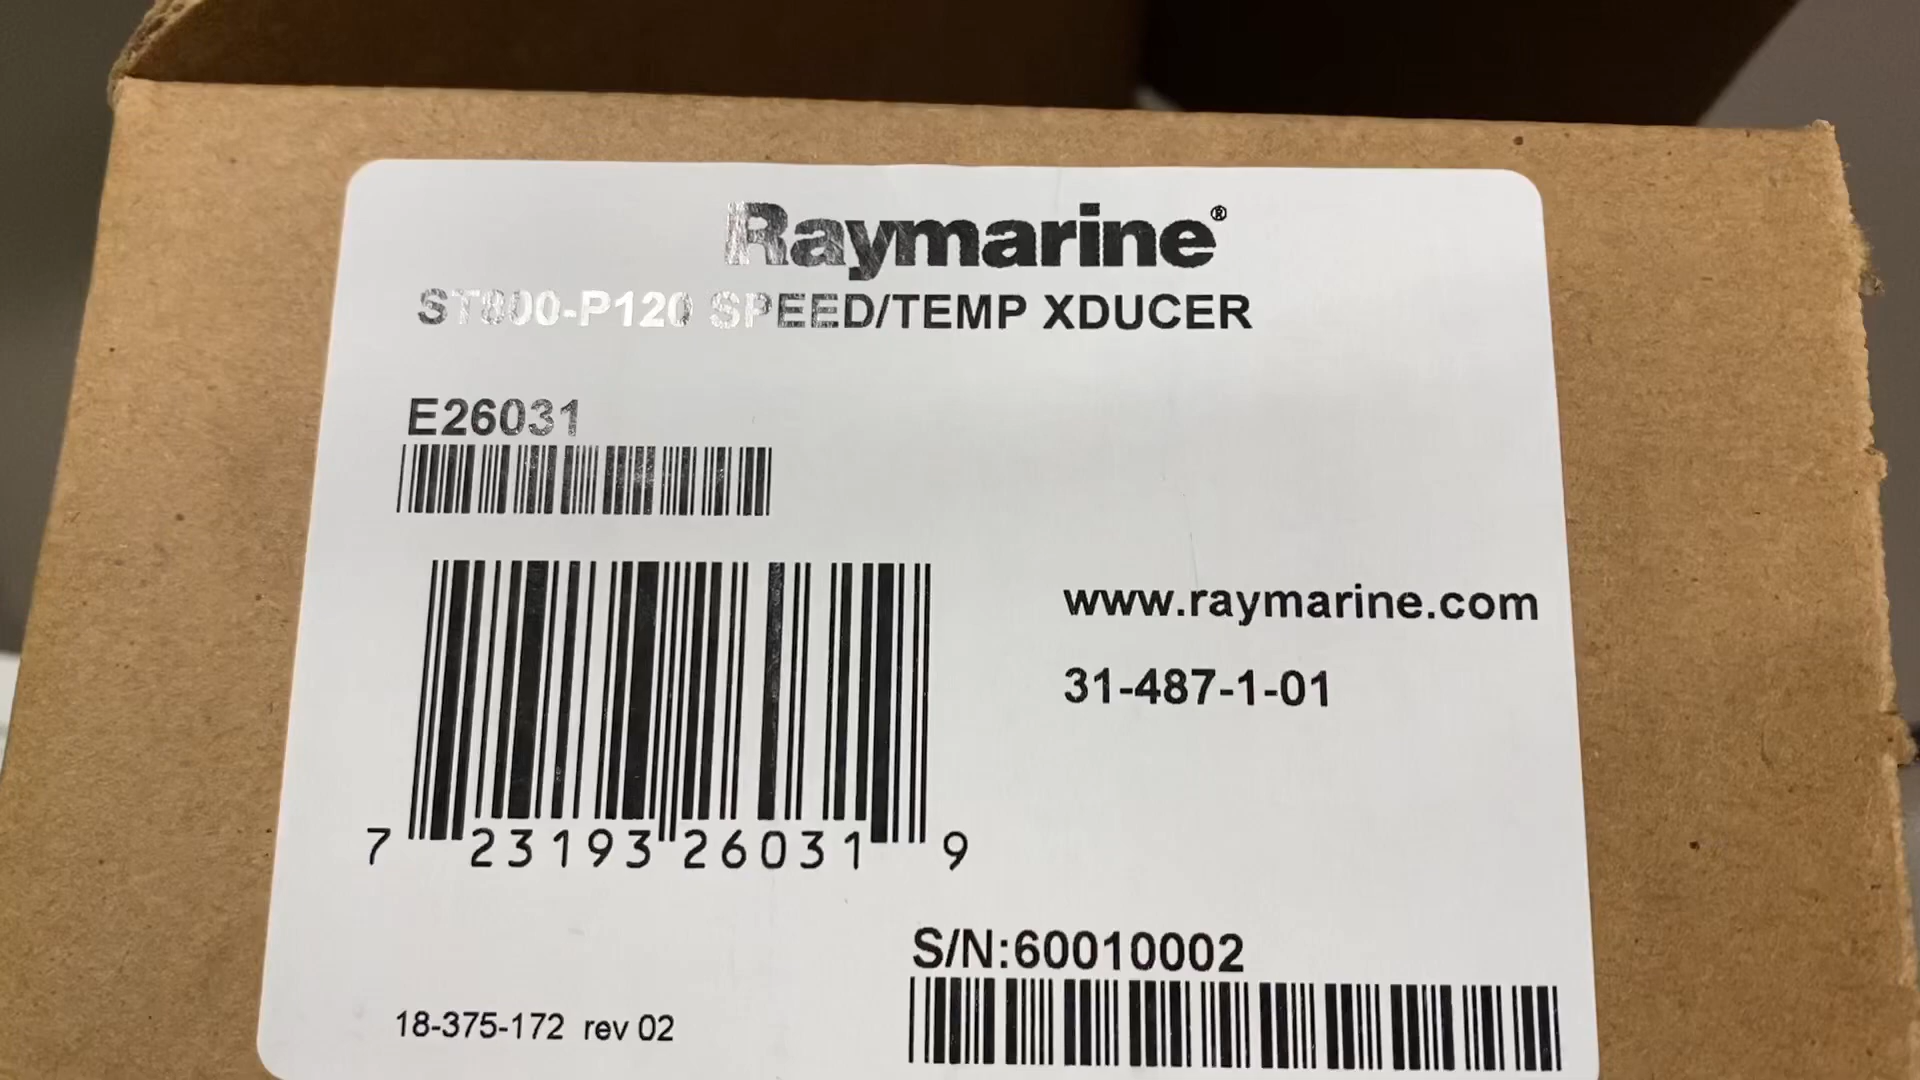 Raymarine®
ST800-P120 SPEED/TEMP XDUCER
E26031
www.raymarine.com
31-487-1-01
7 23193 26031 9
S/N:60010002
18-375-172 rev 02